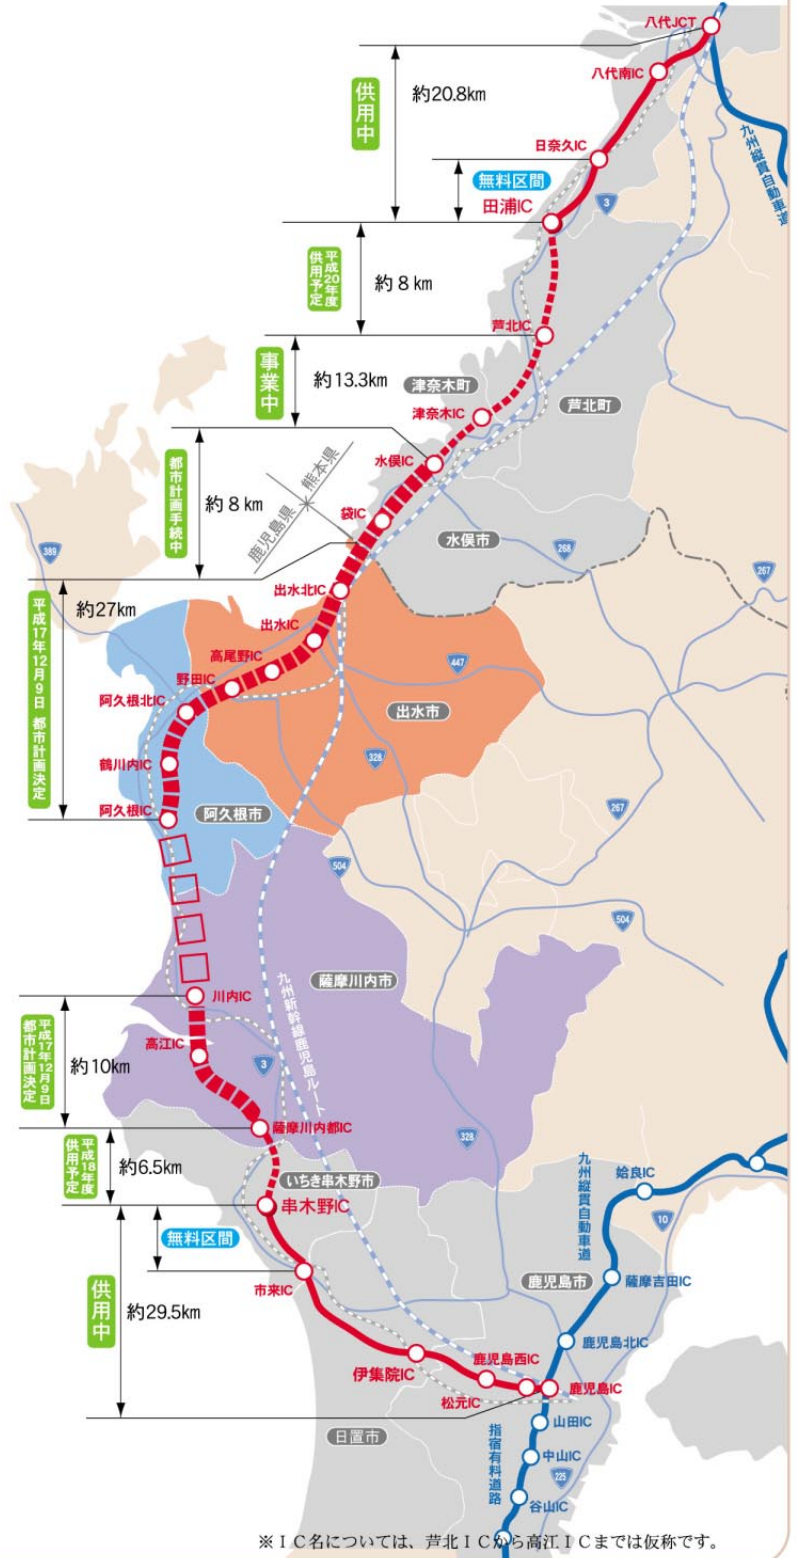 八代JCT
八代南IC
供用中
約20.8km
九州縦貫自動車道
日奈久IC
無料区間
田浦IC
3
平成20年度
供用予定
約８km
芦北IC
事業中
約13.3km
津奈木町
芦北町
津奈木IC
水俣IC
都市計画手続中
約８km
熊本県
鹿児島県
袋IC
水俣市
389
268
267
平成17年12月9日 都市計画決定
約27km
出水北IC
出水IC
高尾野IC
野田IC
447
阿久根北IC
出水市
328
鶴川内IC
阿久根IC
阿久根市
267
504
504
薩摩川内市
九州新幹線鹿児島ルート
川内IC
平成17年12月9日
都市計画決定
約10km
高江IC
3
薩摩川内都IC
328
平成18年度
供用予定
約6.5km
いちき串木野市
串木野IC
九州縦貫自動車道
姶良IC
10
無料区間
市来IC
鹿児島市
薩摩吉田IC
供用中
約29.5km
鹿児島北IC
伊集院IC
鹿児島西IC
鹿児島IC
松元IC
山田IC
日置市
指宿有料道路
中山IC
225
谷山IC
※ＩＣ名については、芦北ＩＣから高江ＩＣまでは仮称です。